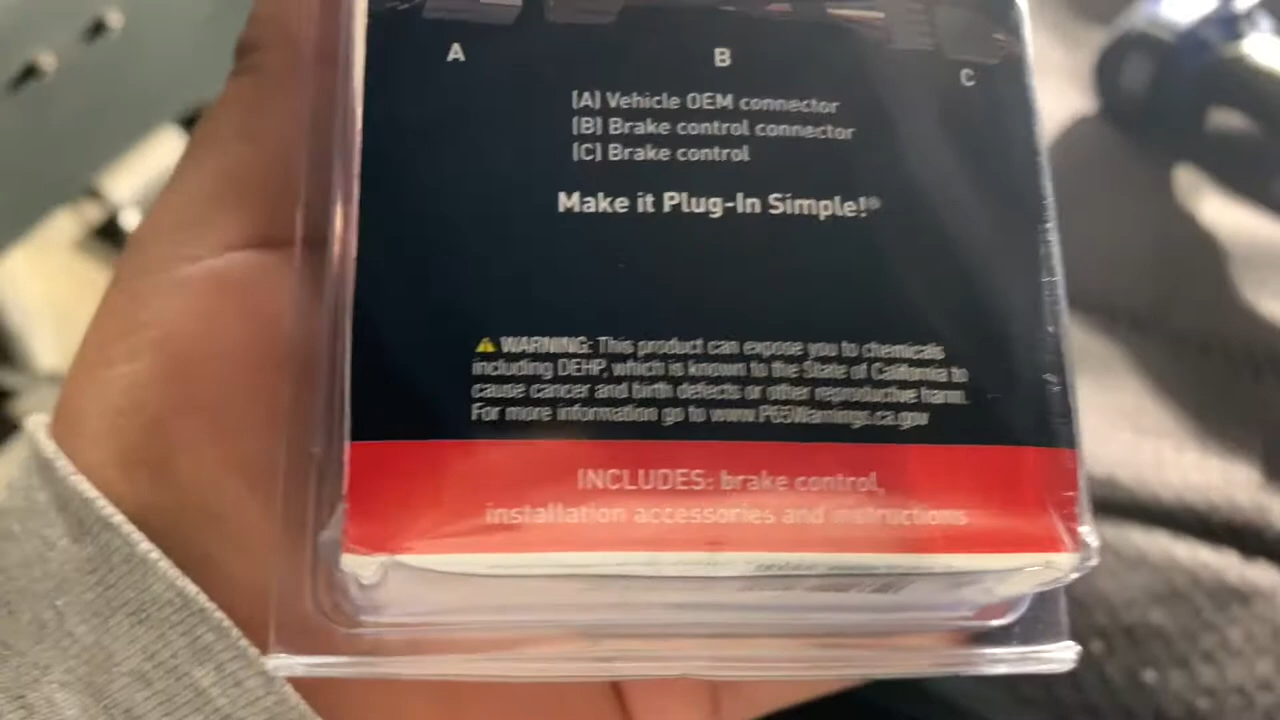 A
B
C
(A) Vehicle OEM connector
(B) Brake control connector
(C) Brake control
Make it Plug-In Simple!®
⚠ WARNING: This product can expose you to chemicals
including DEHP, which is known to the State of California to
cause cancer and birth defects or other reproductive harm.
For more information go to www.P65Warnings.ca.gov
INCLUDES: brake control,
installation accessories and instructions